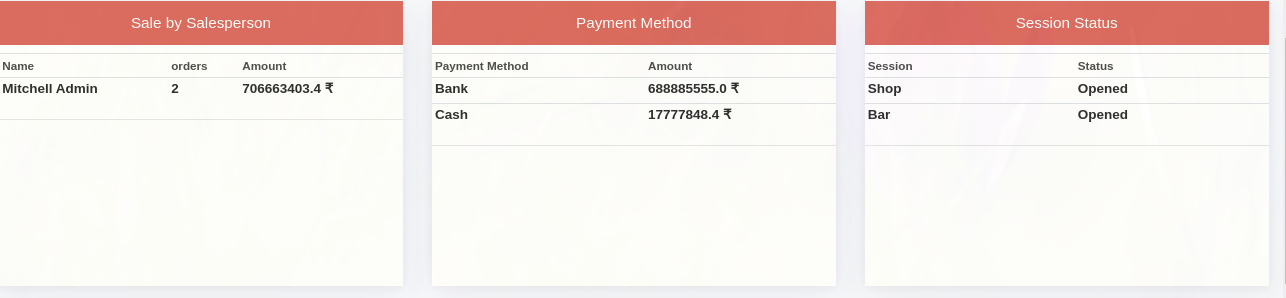 Sale by Salesperson
Name orders Amount
Mitchell Admin 2 706663403.4 ₹
Payment Method
Payment Method Amount
Bank 688885555.0 ₹
Cash 17777848.4 ₹
Session Status
Session Status
Shop Opened
Bar Opened